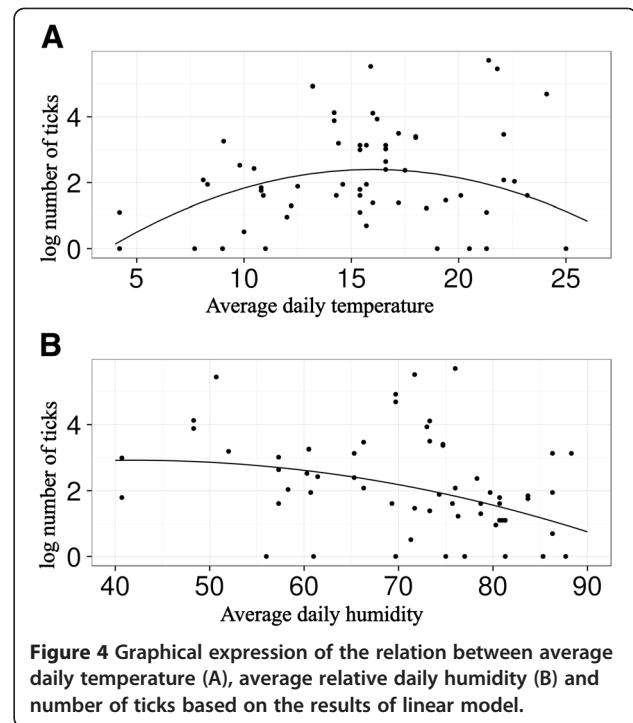 A
log number of ticks
4
2
0
5 10 15 20 25
Average daily temperature
B
log number of ticks
4
2
0
40 50 60 70 80 90
Average daily humidity
Figure 4 Graphical expression of the relation between average
daily temperature (A), average relative daily humidity (B) and
number of ticks based on the results of linear model.